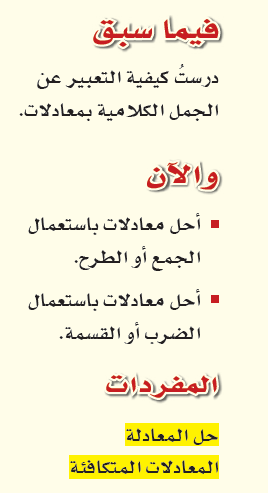 فيما سبق
درستُ كيفية التعبير عن
الجمل الكلامية بمعادلات.
والآن
أحل معادلات باستعمال
الجمع أو الطرح.
أحل معادلات باستعمال
الضرب أو القسمة.
المفردات
حل المعادلة
المعادلات المتكافئة